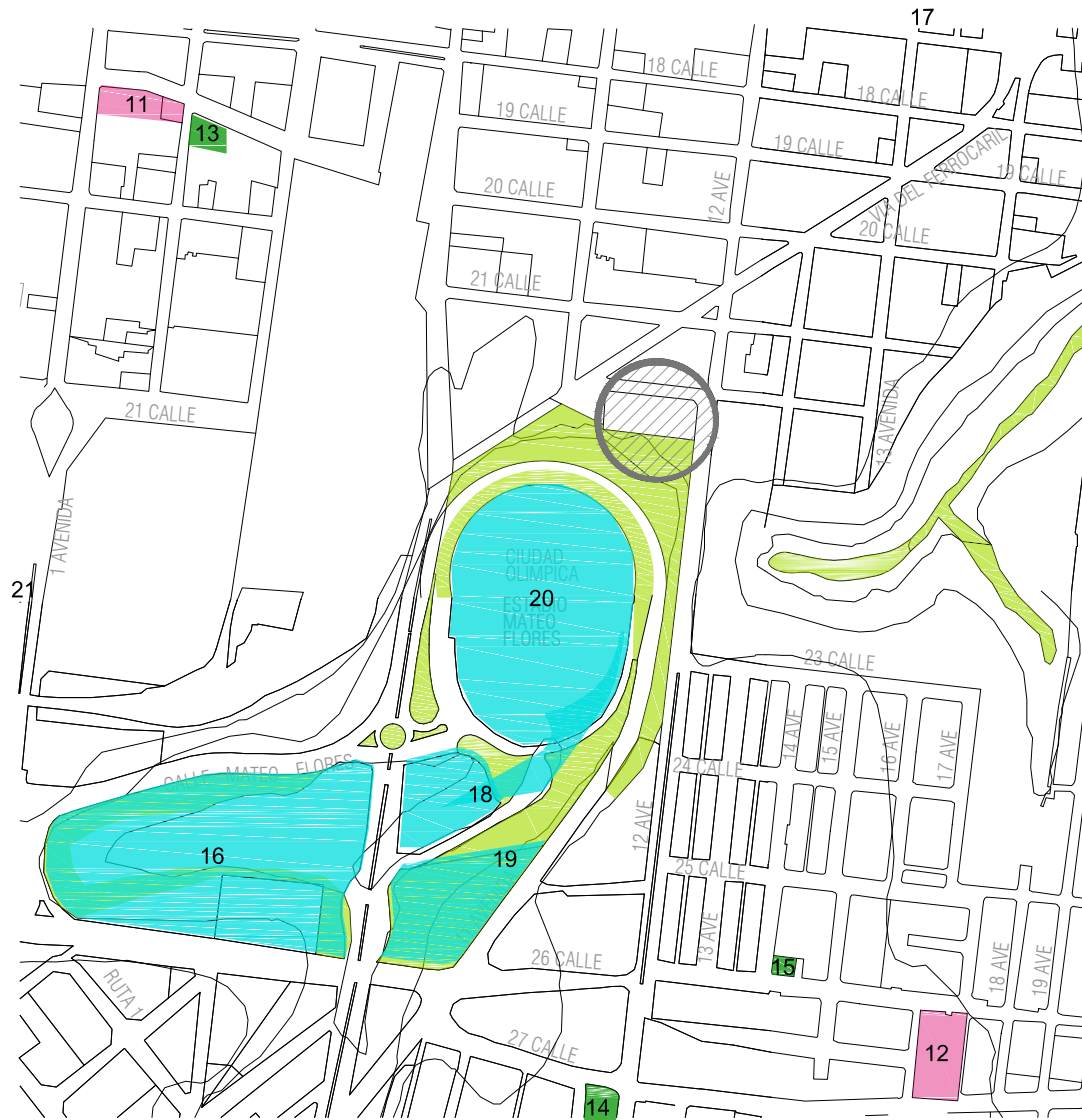 17
18 CALLE
11
19 CALLE
18 CALLE
13
19 CALLE
VIA DEL FERROCARIL
19 CALLE
20 CALLE
12 AVE
20 CALLE
21 CALLE
21 CALLE
13 AVENIDA
1 AVENIDA
CIUDAD
OLIMPICA
21
20
ESTADIO
MATEO
FLORES
23 CALLE
14 AVE
15 AVE
16 AVE
17 AVE
24 CALLE
CALLE MATEO FLORES
18
12 AVE
16
19
25 CALLE
13 AVE
26 CALLE
15
18 AVE
19 AVE
RUTA 1
27 CALLE
12
14